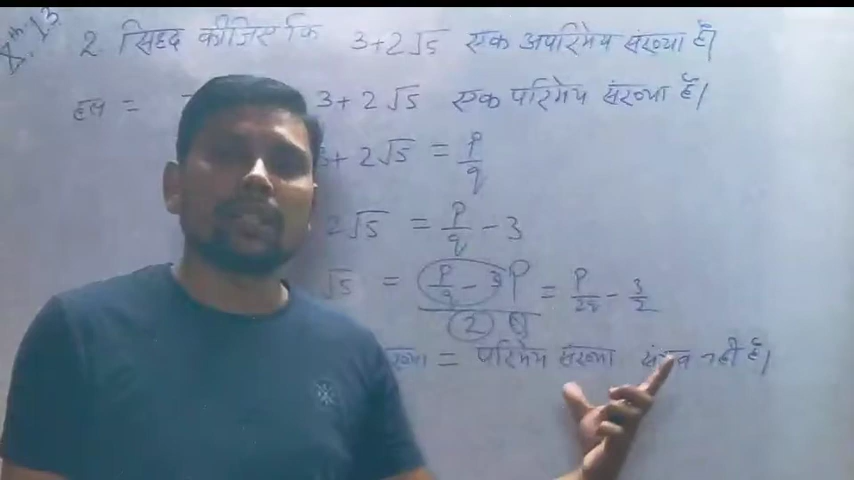 X. 1.3
2. सिद्ध कीजिए कि 3+2√5 एक अपरिमेय संख्या है।
हल = 3+2√5 एक परिमेय संख्या है।
3+2√5 = p/q
2√5 = p/q - 3
√5 = (p/q - 3)/2 = p/2q - 3/2
= परिमेय संख्या संभव नहीं है।